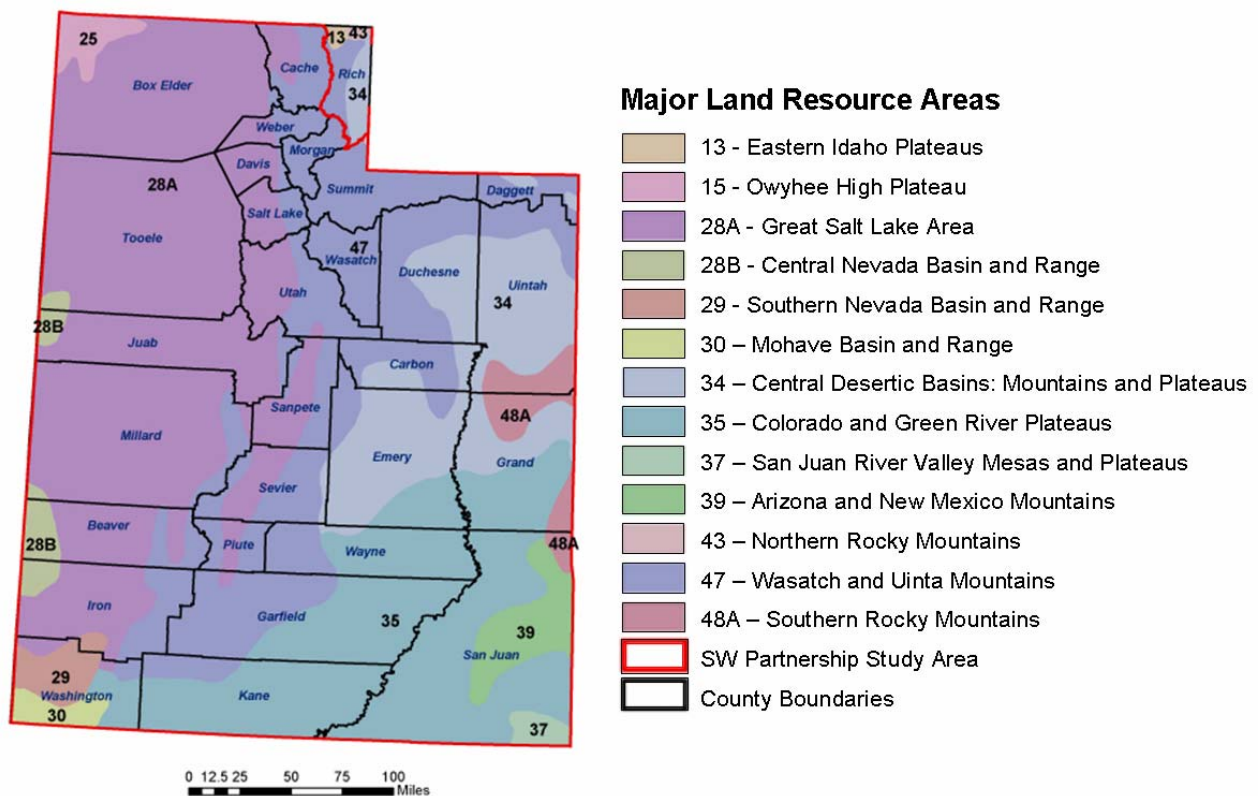 25
13 43
Cache
Rich
Box Elder
34
Weber
Morgan
Davis
28A
Summit
Daggett
Salt Lake
Tooele
47
Wasatch
Duchesne
Uintah
Utah
34
28B
Juab
Carbon
Sanpete
48A
Millard
Emery
Grand
Sevier
Beaver
28B
Piute
Wayne
48A
Iron
Garfield
35
39
San Juan
29
Washington
Kane
30
37
0 12.5 25 50 75 100
Miles
Major Land Resource Areas
13 - Eastern Idaho Plateaus
15 - Owyhee High Plateau
28A - Great Salt Lake Area
28B - Central Nevada Basin and Range
29 - Southern Nevada Basin and Range
30 – Mohave Basin and Range
34 – Central Desertic Basins: Mountains and Plateaus
35 – Colorado and Green River Plateaus
37 – San Juan River Valley Mesas and Plateaus
39 – Arizona and New Mexico Mountains
43 – Northern Rocky Mountains
47 – Wasatch and Uinta Mountains
48A – Southern Rocky Mountains
SW Partnership Study Area
County Boundaries